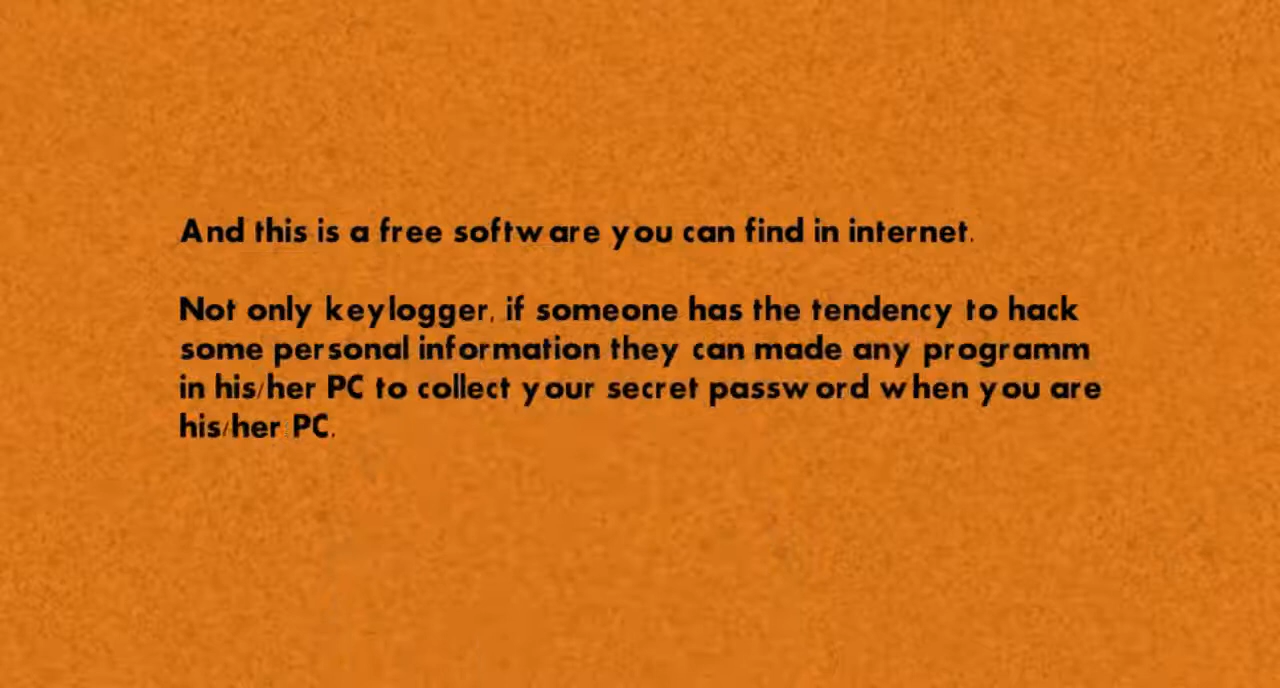 And this is a free software you can find in internet.
Not only keylogger, if someone has the tendency to hack
some personal information they can made any programm
in his/her PC to collect your secret password when you are
his/her PC.